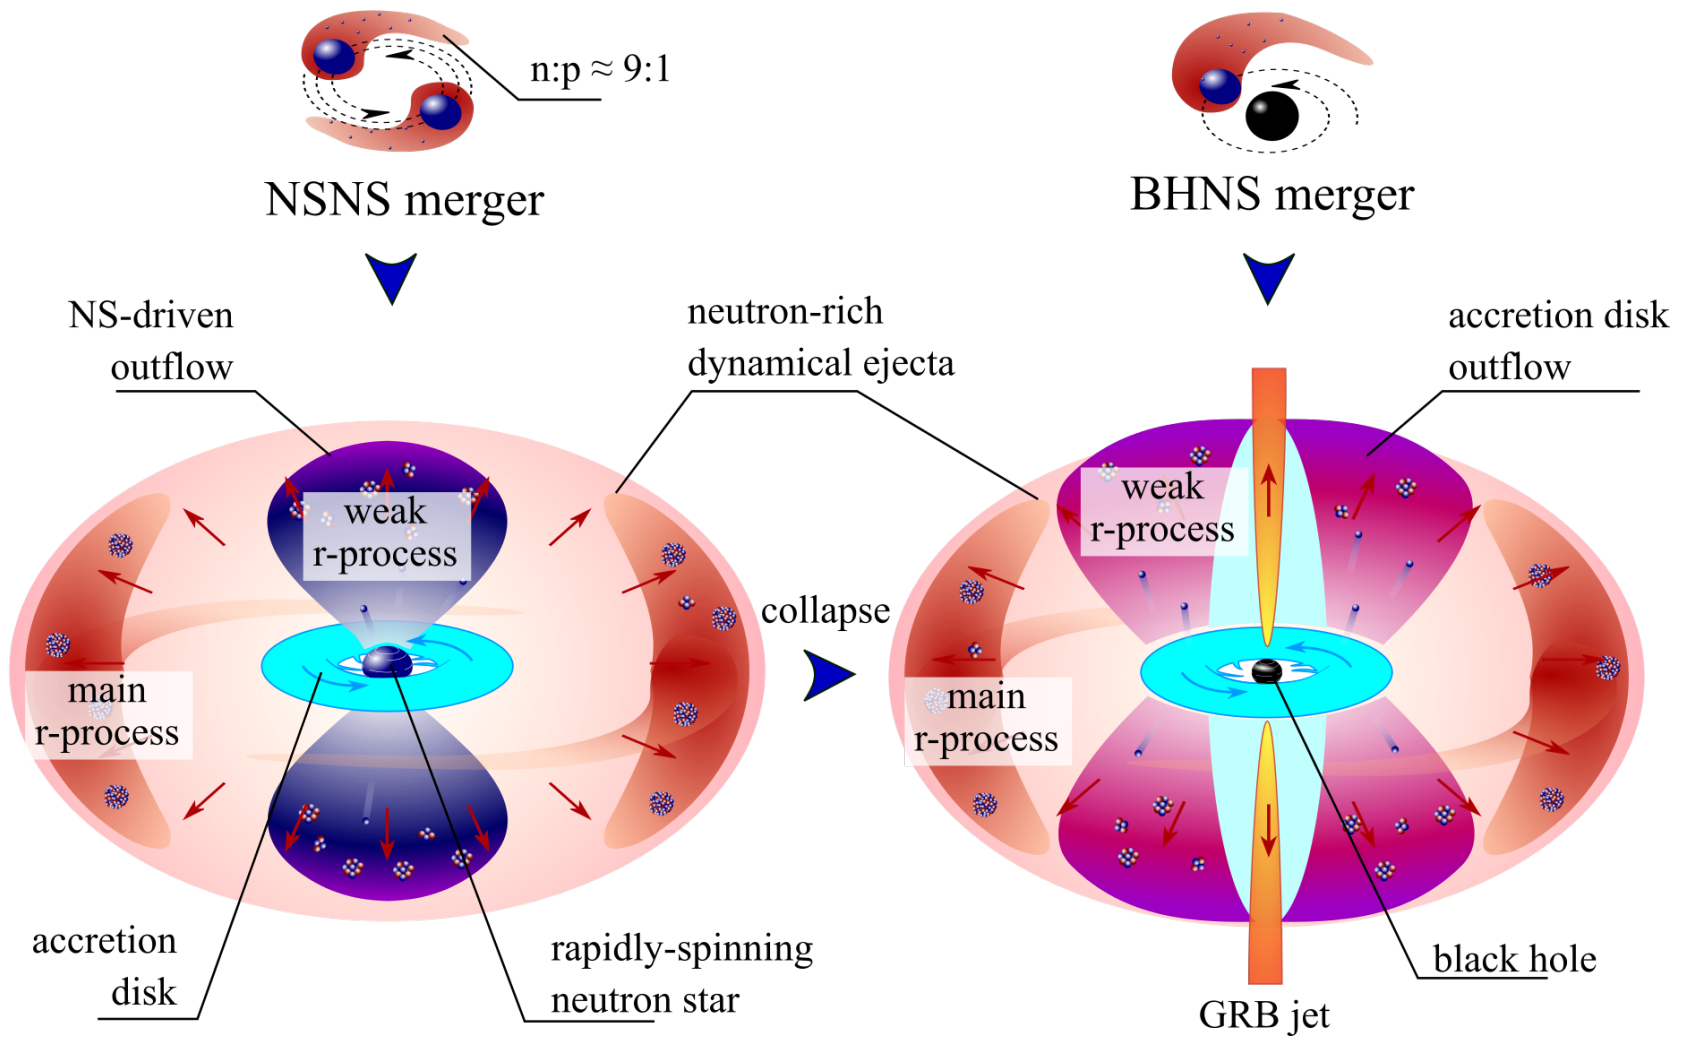 n:p ≈ 9:1
NSNS merger
BHNS merger
NS-driven
outflow
neutron-rich
dynamical ejecta
accretion disk
outflow
weak
r-process
weak
r-process
collapse
main
r-process
main
r-process
accretion
disk
rapidly-spinning
neutron star
black hole
GRB jet